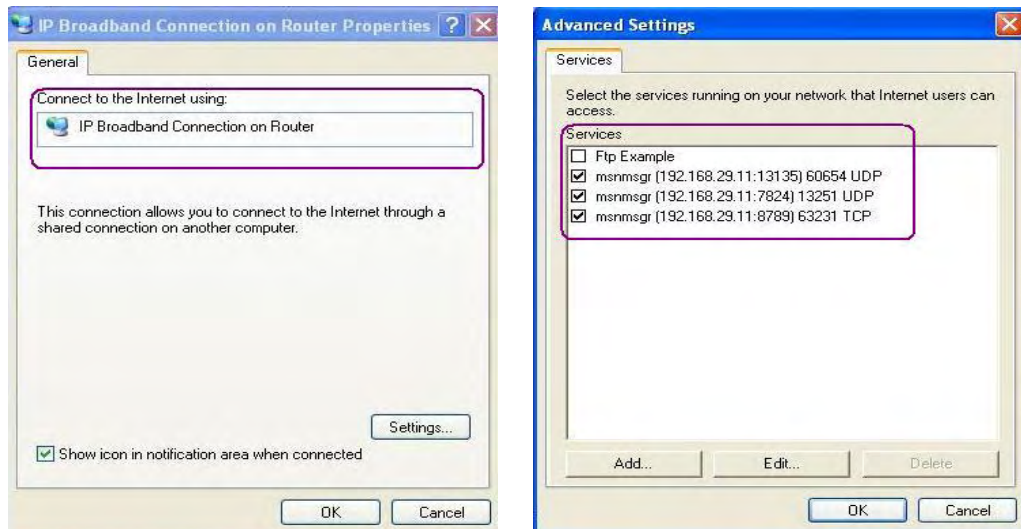 IP Broadband Connection on Router Properties
General
Connect to the Internet using:
IP Broadband Connection on Router
This connection allows you to connect to the Internet through a
shared connection on another computer.
Settings...
Show icon in notification area when connected
OK
Cancel
Advanced Settings
Services
Select the services running on your network that Internet users can
access.
Services
Ftp Example
msnmsgr (192.168.29.11:13135) 60654 UDP
msnmsgr (192.168.29.11:7824) 13251 UDP
msnmsgr (192.168.29.11:8789) 63231 TCP
Add...
Edit...
Delete
OK
Cancel